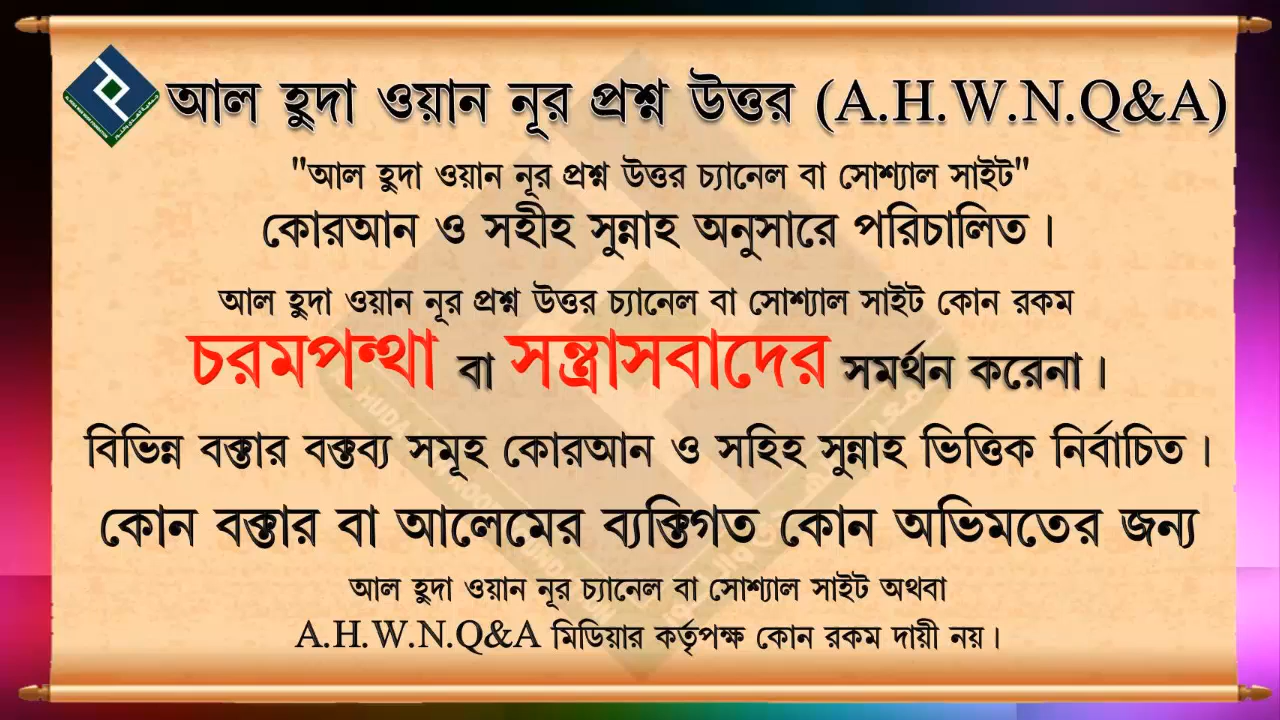 আল হুদা ওয়ান নূর প্রশ্ন উত্তর (A.H.W.N.Q&A)
"আল হুদা ওয়ান নূর প্রশ্ন উত্তর চ্যানেল বা সোশ্যাল সাইট"
কোরআন ও সহীহ সুন্নাহ অনুসারে পরিচালিত।
আল হুদা ওয়ান নূর প্রশ্ন উত্তর চ্যানেল বা সোশ্যাল সাইট কোন রকম
চরমপন্থা বা সন্ত্রাসবাদের সমর্থন করেনা।
বিভিন্ন বক্তার বক্তব্য সমূহ কোরআন ও সহিহ সুন্নাহ ভিত্তিক নির্বাচিত।
কোন বক্তার বা আলেমের ব্যক্তিগত কোন অভিমতের জন্য
আল হুদা ওয়ান নূর চ্যানেল বা সোশ্যাল সাইট অথবা
A.H.W.N.Q&A মিডিয়ার কর্তৃপক্ষ কোন রকম দায়ী নয়।